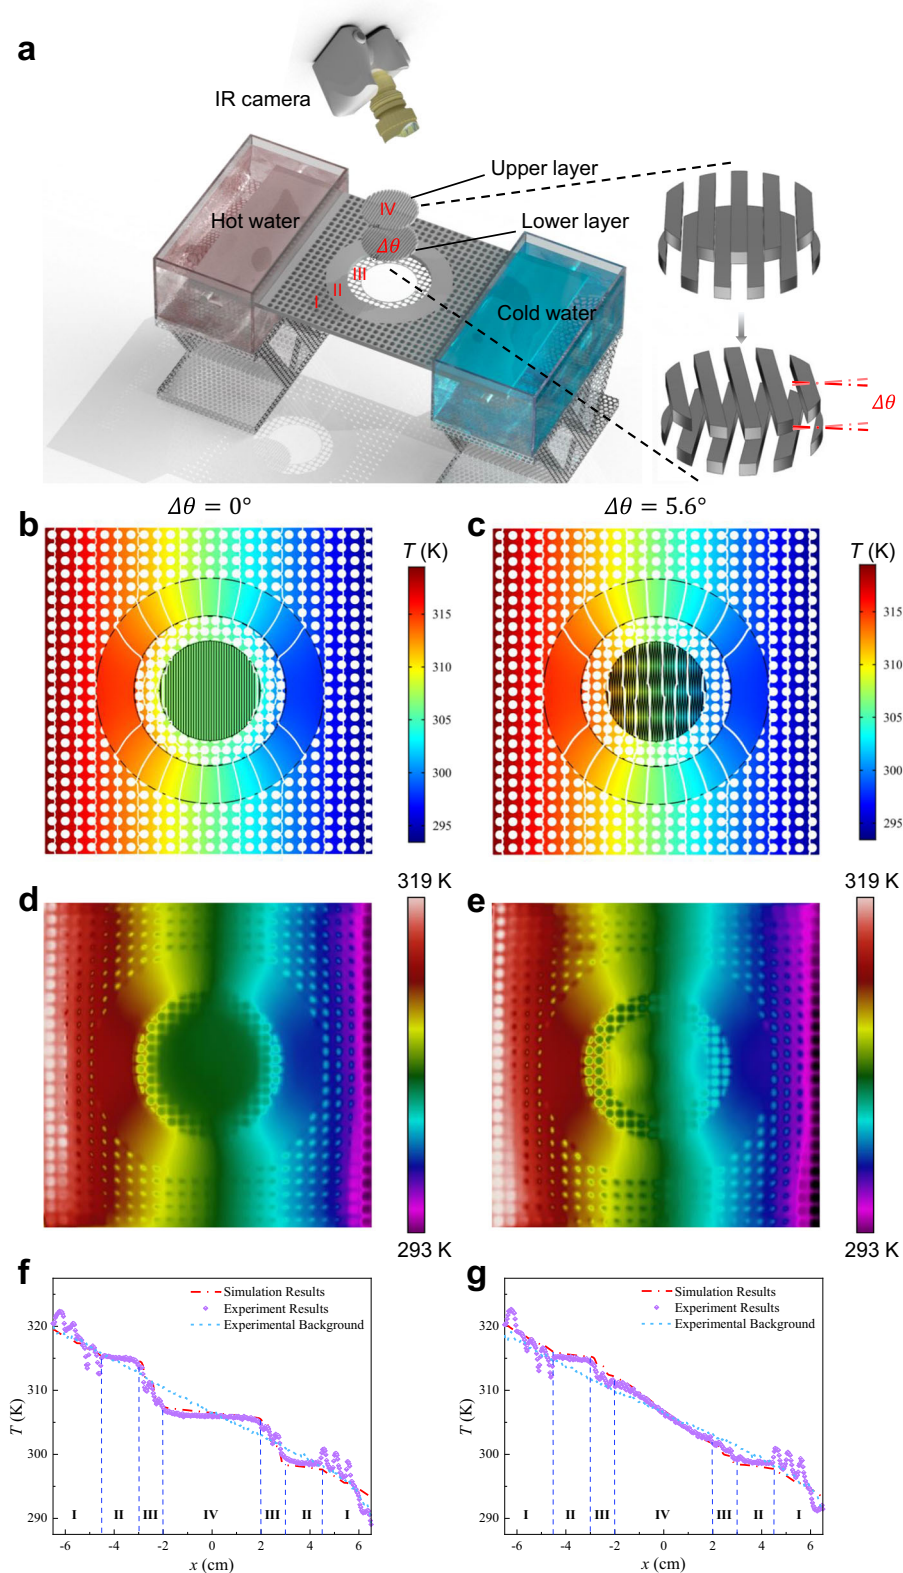 a
IR camera
Upper layer
IV
Hot water
Lower layer
Δθ
III
II
I
Cold water
Δθ
b
Δθ = 0°
c
Δθ = 5.6°
T (K)
315
310
305
300
295
T (K)
315
310
305
300
295
d
319 K
293 K
e
319 K
293 K
f
Simulation Results
Experiment Results
Experimental Background
T (K)
320
310
300
290
I II III IV III II I
-6 -4 -2 0 2 4 6
x (cm)
g
Simulation Results
Experiment Results
Experimental Background
T (K)
320
310
300
290
I II III IV III II I
-6 -4 -2 0 2 4 6
x (cm)